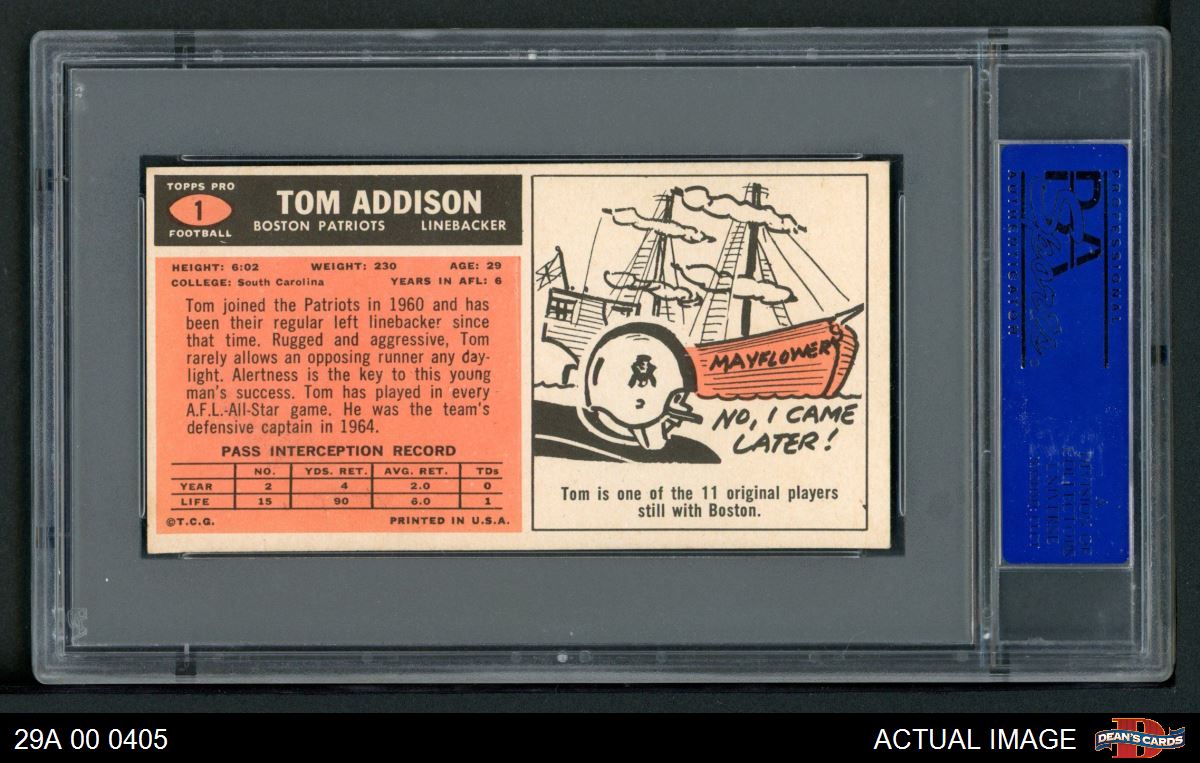 TOPPS PRO
1
FOOTBALL
TOM ADDISON
BOSTON PATRIOTS LINEBACKER
HEIGHT: 6:02 WEIGHT: 230 AGE: 29
COLLEGE: South Carolina YEARS IN AFL: 6
Tom joined the Patriots in 1960 and has
been their regular left linebacker since
that time. Rugged and aggressive, Tom
rarely allows an opposing runner any day-
light. Alertness is the key to this young
man's success. Tom has played in every
A.F.L.-All-Star game. He was the team's
defensive captain in 1964.
PASS INTERCEPTION RECORD
NO. YDS. RET. AVG. RET. TDs
YEAR 2 4 2.0 0
LIFE 15 90 6.0 1
©T.C.G. PRINTED IN U.S.A.
MAYFLOWER
NO, I CAME
LATER!
Tom is one of the 11 original players
still with Boston.
PROFESSIONAL
PSA
AUTHENTICATOR
29A 00 0405
ACTUAL IMAGE
DEAN'S CARDS